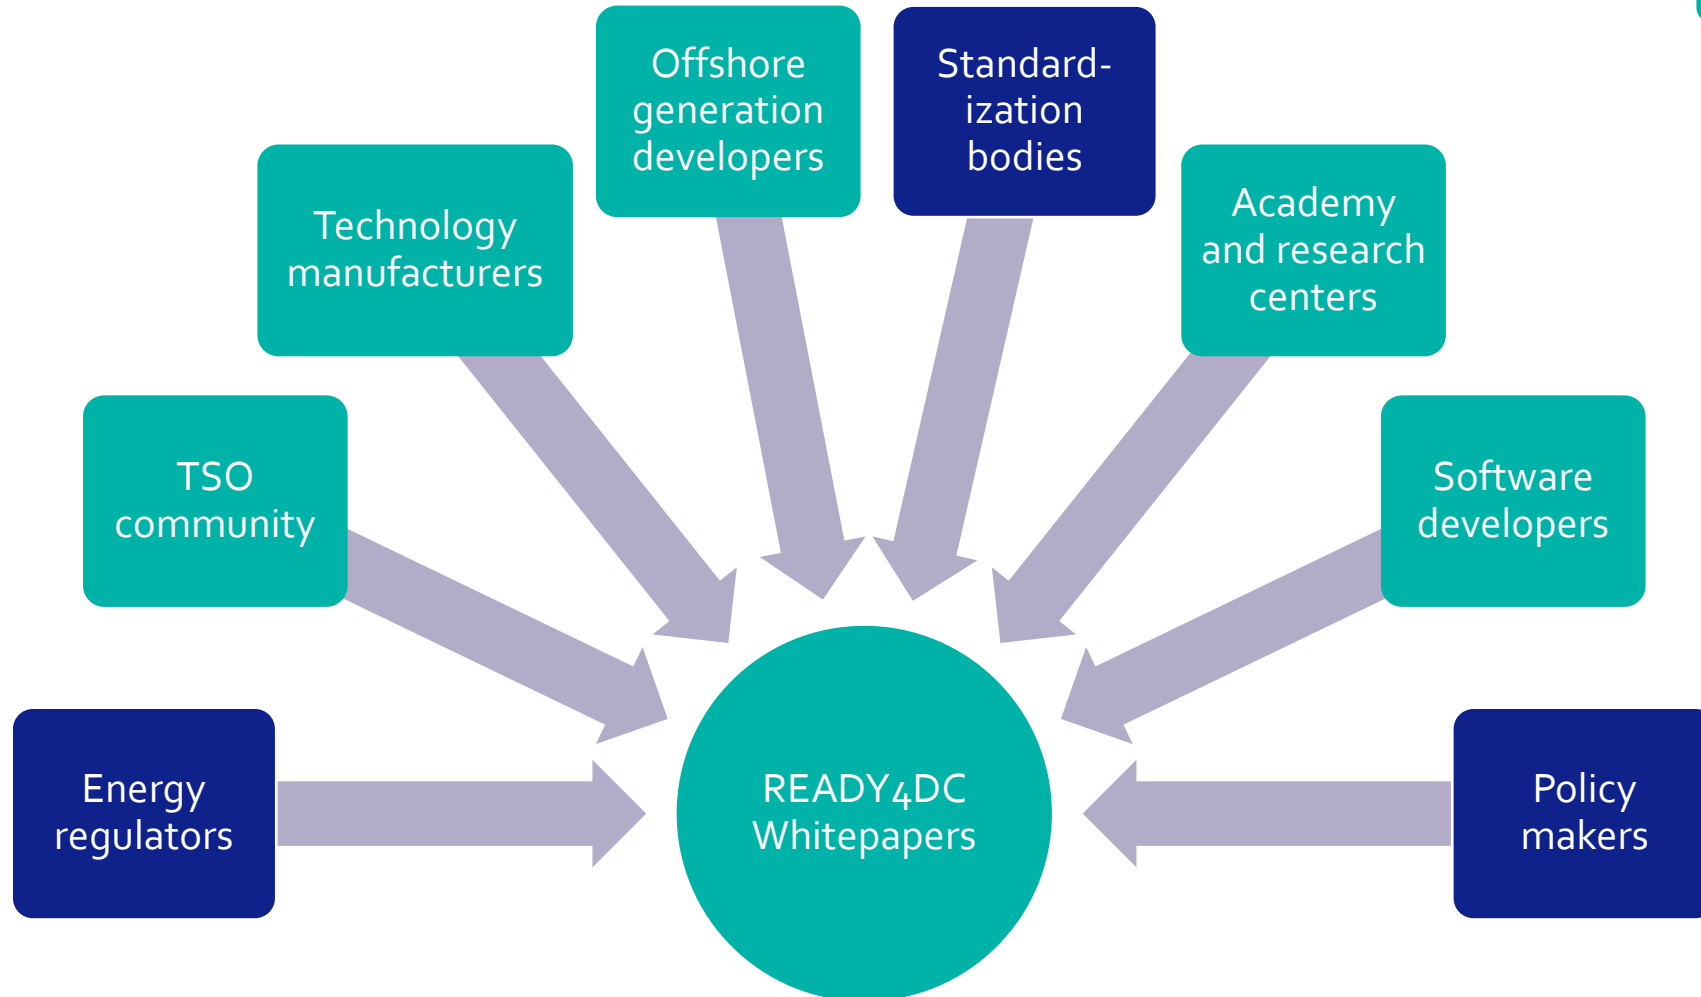 Offshore
generation
developers
Standard-
ization
bodies
Technology
manufacturers
Academy
and research
centers
TSO
community
Software
developers
Energy
regulators
READY4DC
Whitepapers
Policy
makers